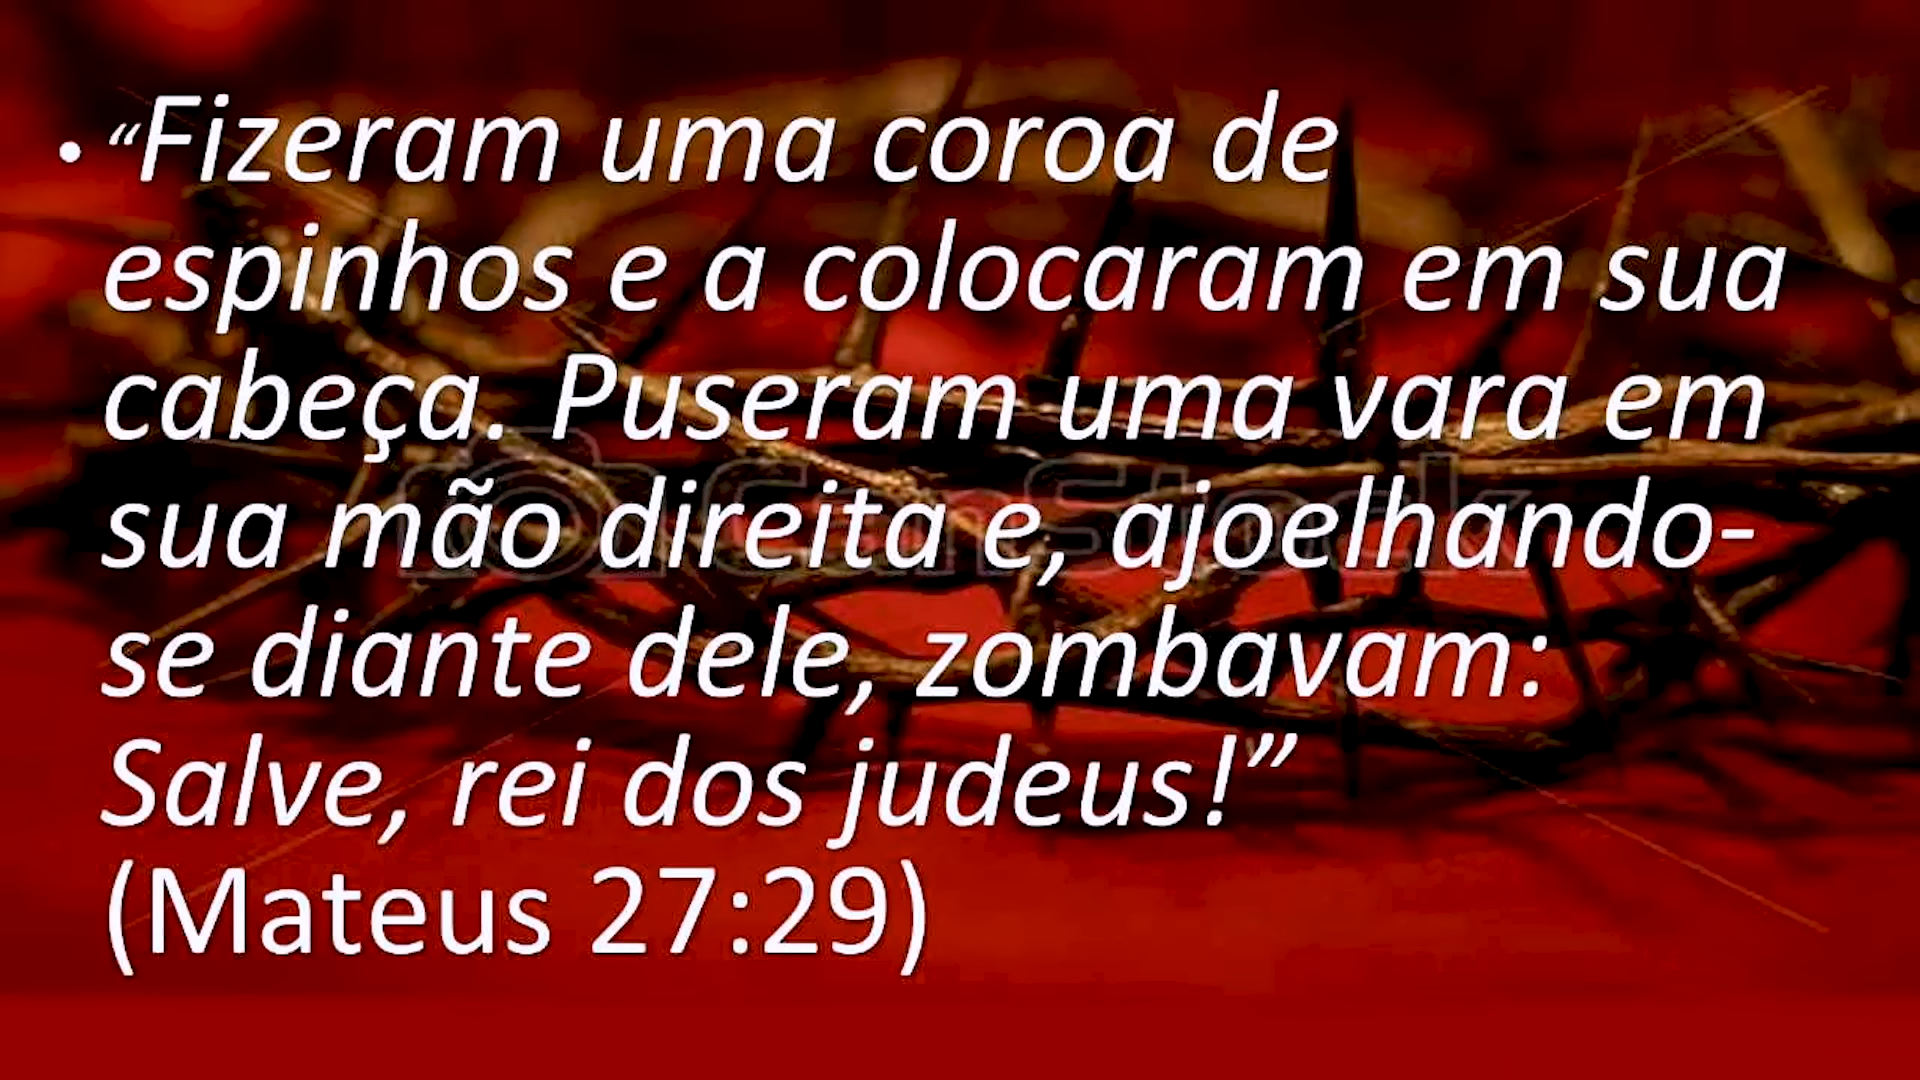 • “Fizeram uma coroa de
espinhos e a colocaram em sua
cabeça. Puseram uma vara em
sua mão direita e, ajoelhando-
se diante dele, zombavam:
Salve, rei dos judeus!”
(Mateus 27:29)
CanStock